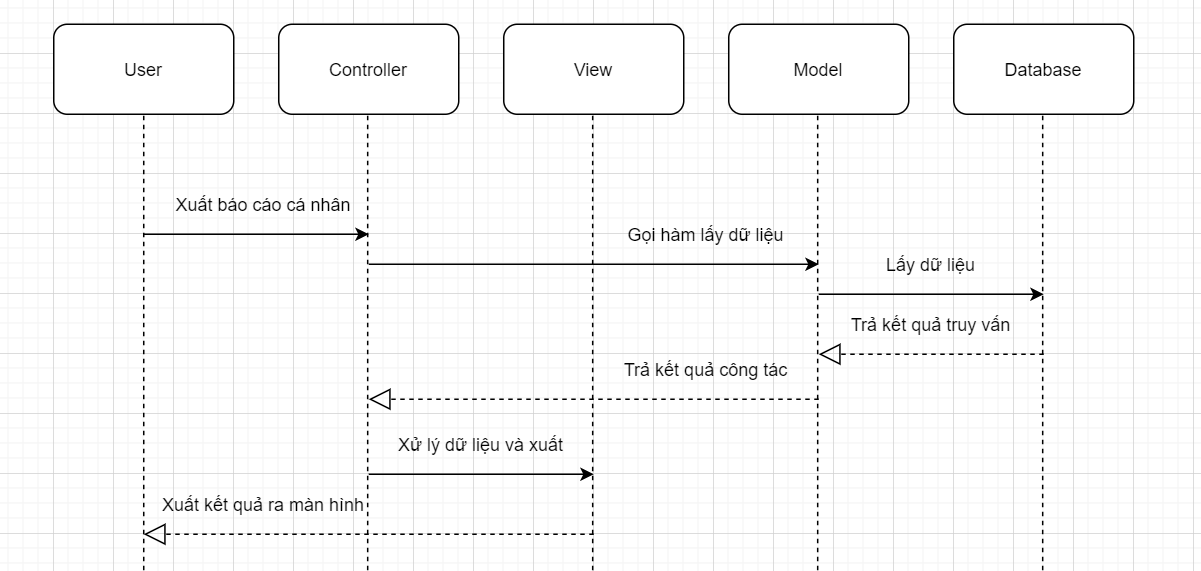 User
Controller
View
Model
Database
Xuất báo cáo cá nhân
Gọi hàm lấy dữ liệu
Lấy dữ liệu
Trả kết quả truy vấn
Trả kết quả công tác
Xử lý dữ liệu và xuất
Xuất kết quả ra màn hình